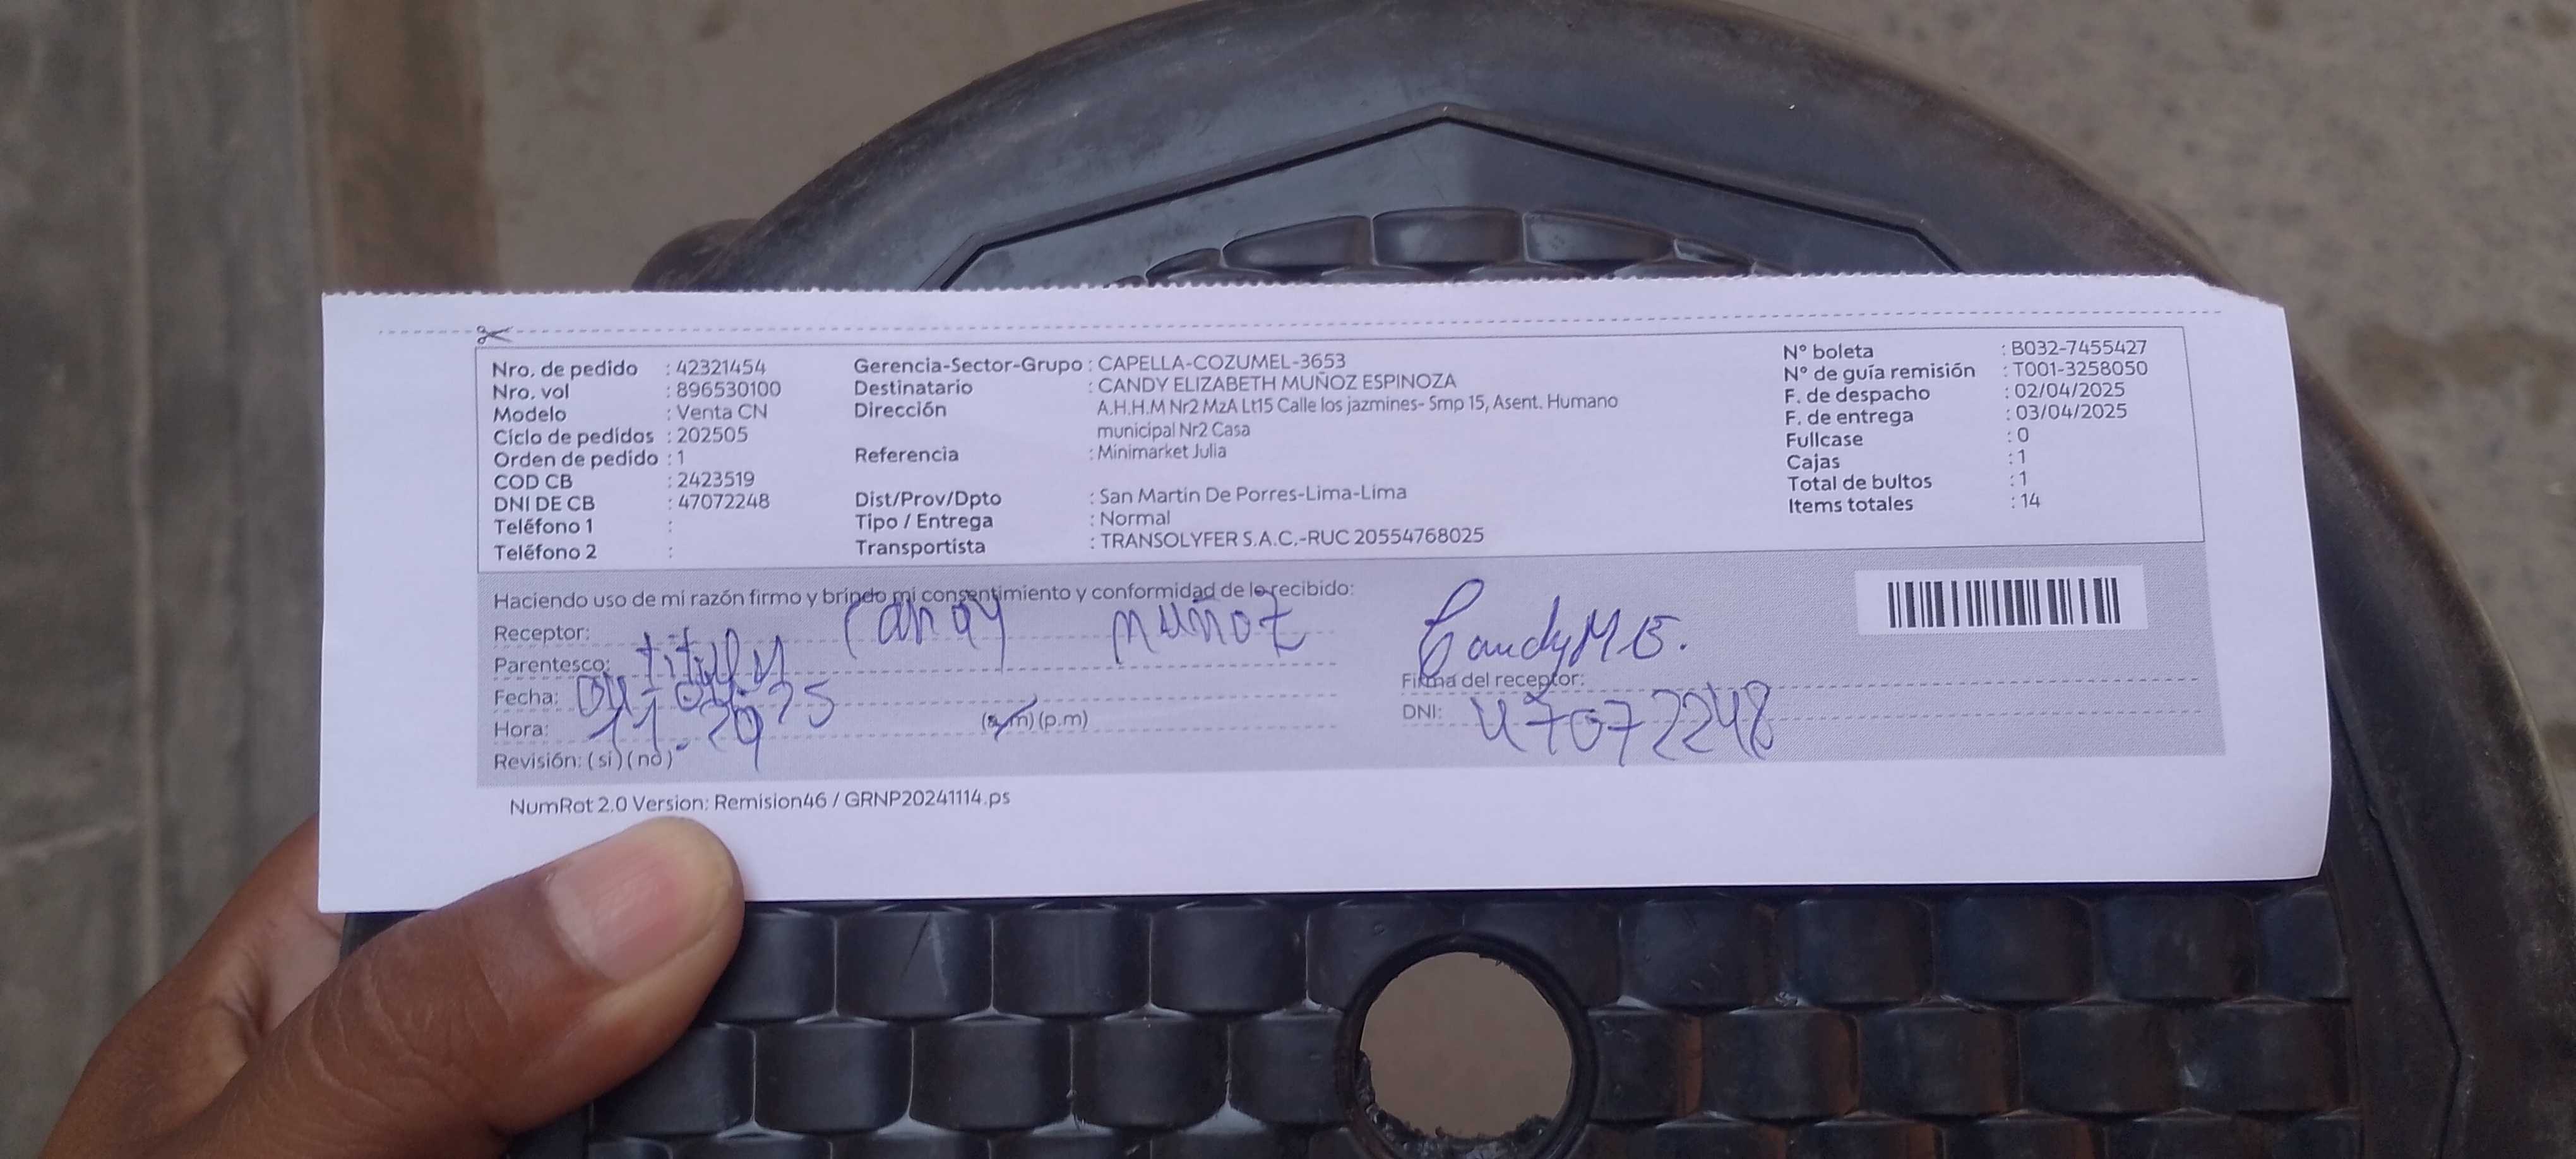 Nro. de pedido : 42321454
Nro. vol : 896530100
Modelo : Venta CN
Ciclo de pedidos : 202505
Orden de pedido : 1
COD CB : 2423519
DNI DE CB : 47072248
Teléfono 1 :
Teléfono 2 :
Gerencia-Sector-Grupo : CAPELLA-COZUMEL-3653
Destinatario : CANDY ELIZABETH MUÑOZ ESPINOZA
Dirección A.H.H.M Nr2 MzA Lt15 Calle los jazmines- Smp 15, Asent. Humano
municipal Nr2 Casa
Referencia : Minimarket Julia
Dist/Prov/Dpto : San Martin De Porres-Lima-Lima
Tipo / Entrega : Normal
Transportista : TRANSOLYFER S.A.C.-RUC 20554768025
N° boleta : B032-7455427
N° de guía remisión : T001-3258050
F. de despacho : 02/04/2025
F. de entrega : 03/04/2025
Fullcase : 0
Cajas : 1
Total de bultos : 1
Items totales : 14
Haciendo uso de mi razón firmo y brindo mi consentimiento y conformidad de lo recibido:
Receptor: Candy Muñoz
Parentesco: titular
Fecha: 04-04-25
Hora: 11:29 (a.m) (p.m)
Revisión: (si) (no)
Candy M E.
Firma del receptor:
DNI: 47072248
NumRot 2.0 Version: Remision46 / GRNP20241114.ps